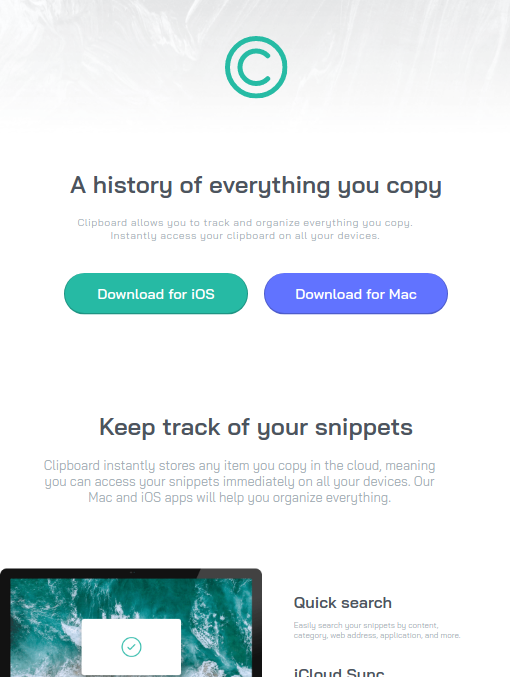 A history of everything you copy
Clipboard allows you to track and organize everything you copy.
Instantly access your clipboard on all your devices.
Download for iOS
Download for Mac
Keep track of your snippets
Clipboard instantly stores any item you copy in the cloud, meaning
you can access your snippets immediately on all your devices. Our
Mac and iOS apps will help you organize everything.
Quick search
Easily search your snippets by content,
category, web address, application, and more.
iCloud Sync